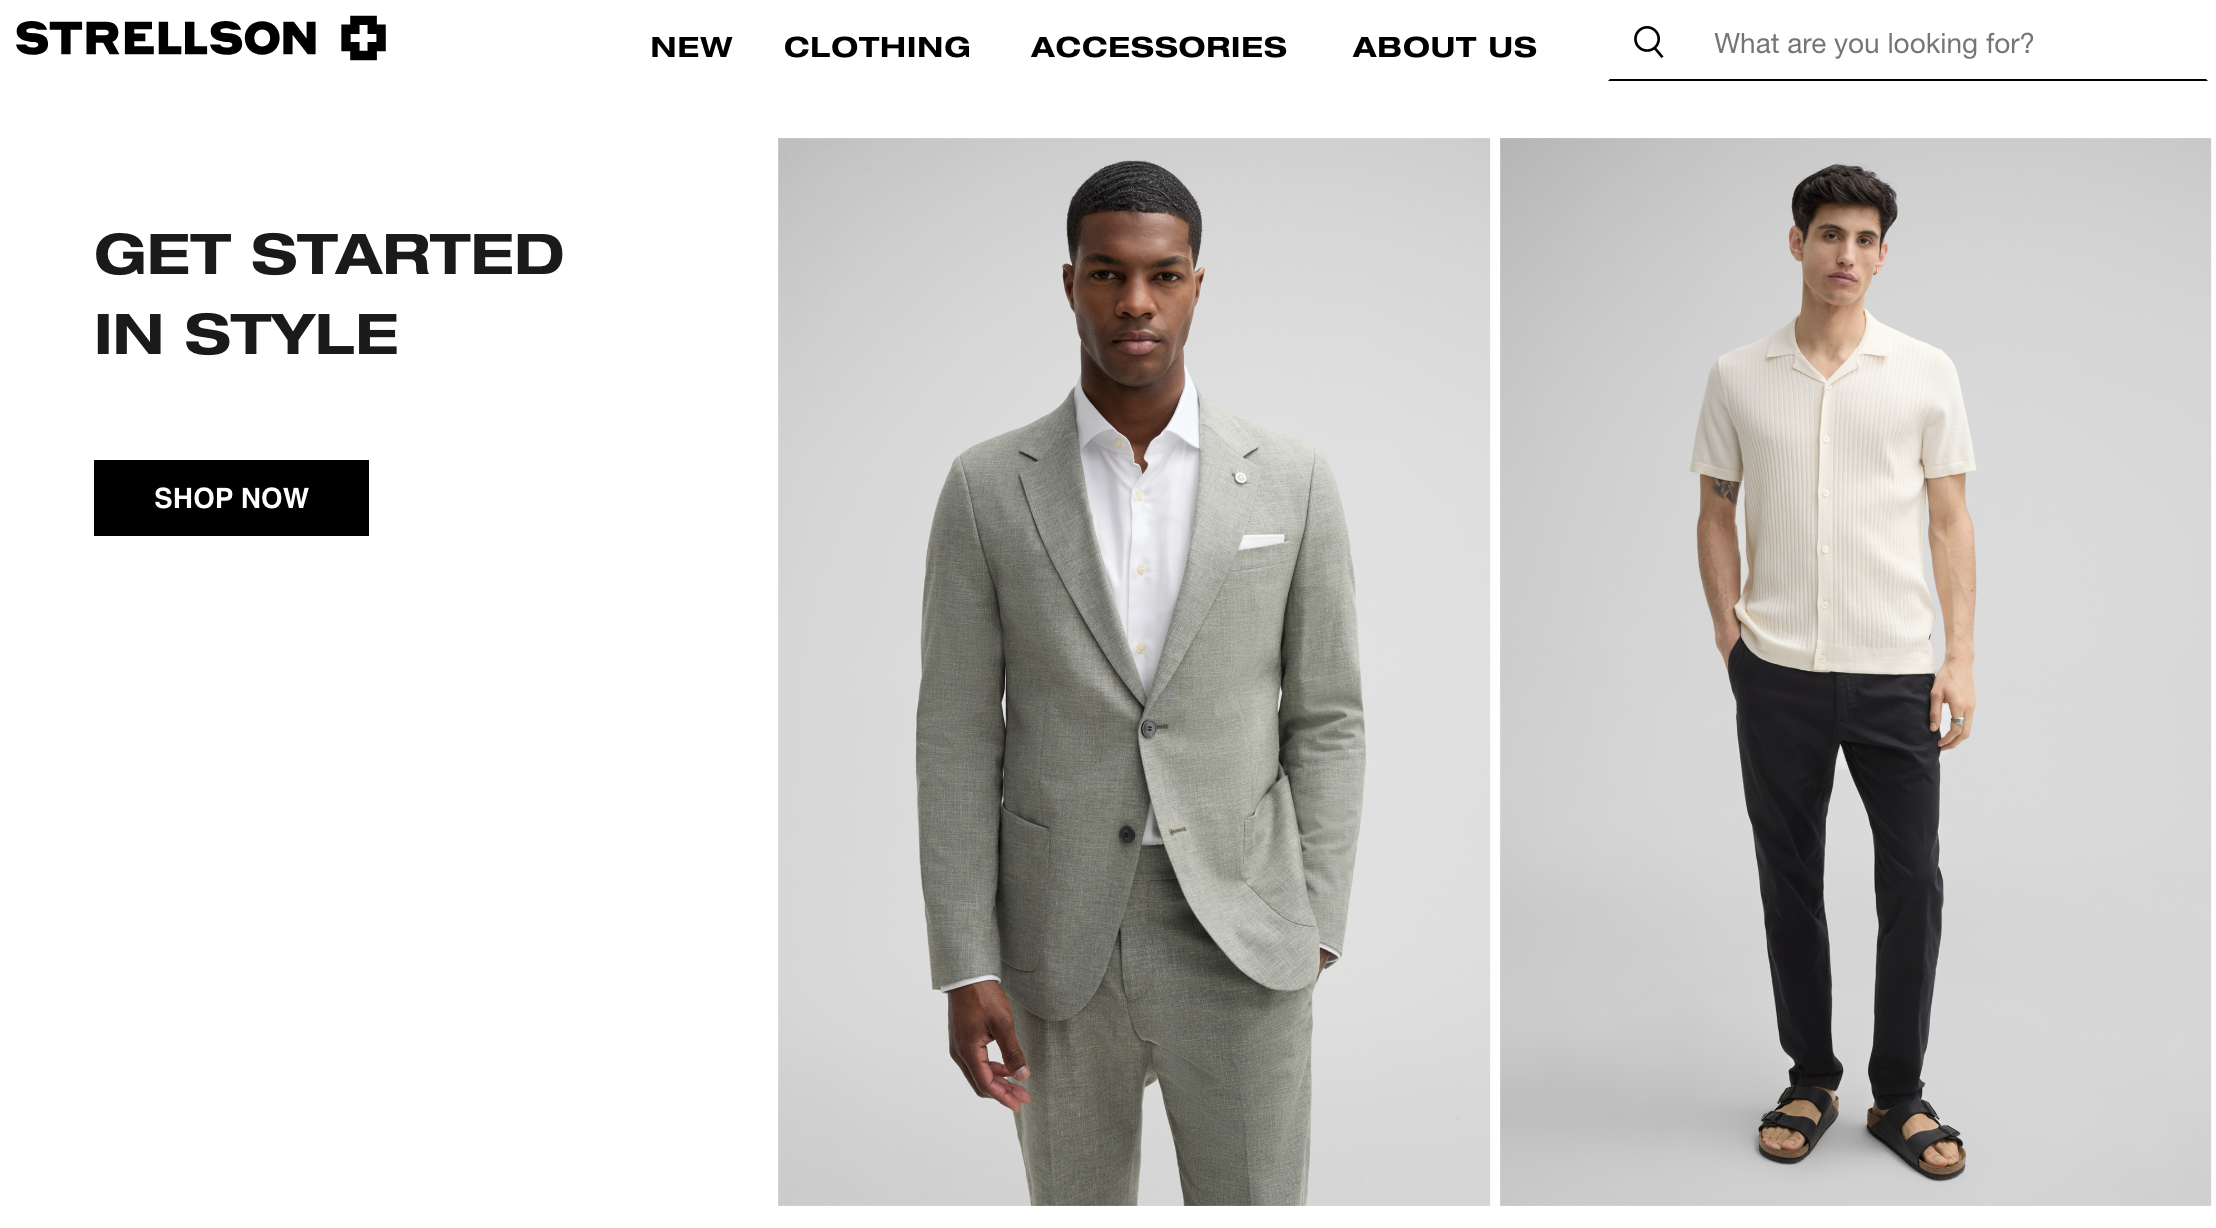 STRELLSON
NEW CLOTHING ACCESSORIES ABOUT US
What are you looking for?
GET STARTED
IN STYLE
SHOP NOW